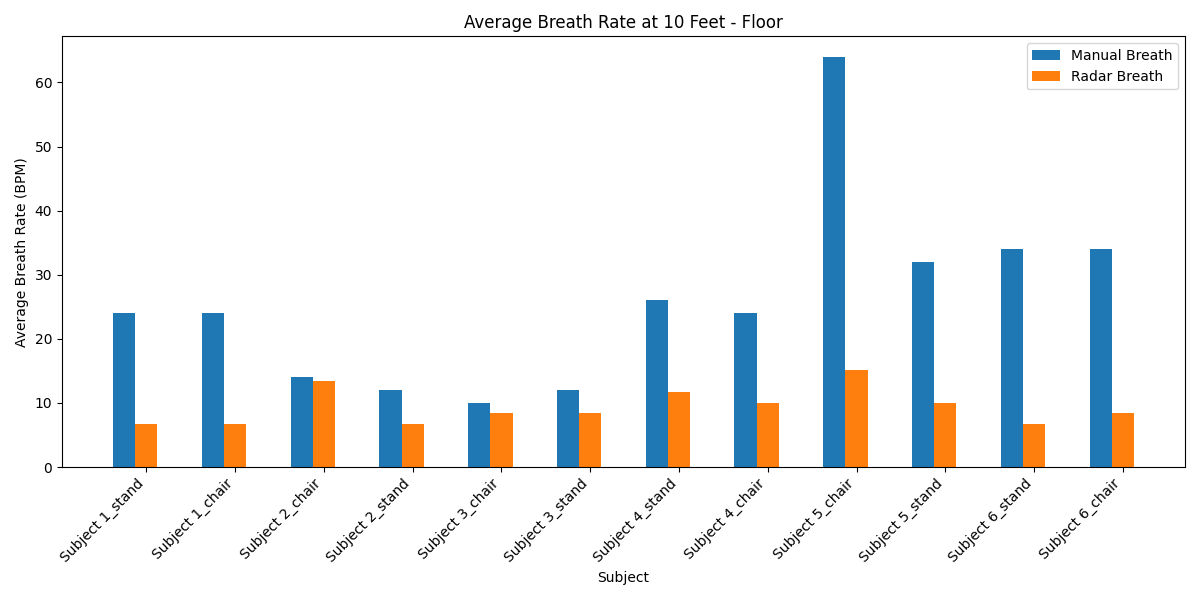 Average Breath Rate at 10 Feet - Floor
Manual Breath
Radar Breath
Average Breath Rate (BPM)
60
50
40
30
20
10
0
Subject 1_stand
Subject 1_chair
Subject 2_chair
Subject 2_stand
Subject 3_chair
Subject 3_stand
Subject 4_stand
Subject 4_chair
Subject 5_chair
Subject 5_stand
Subject 6_stand
Subject 6_chair
Subject